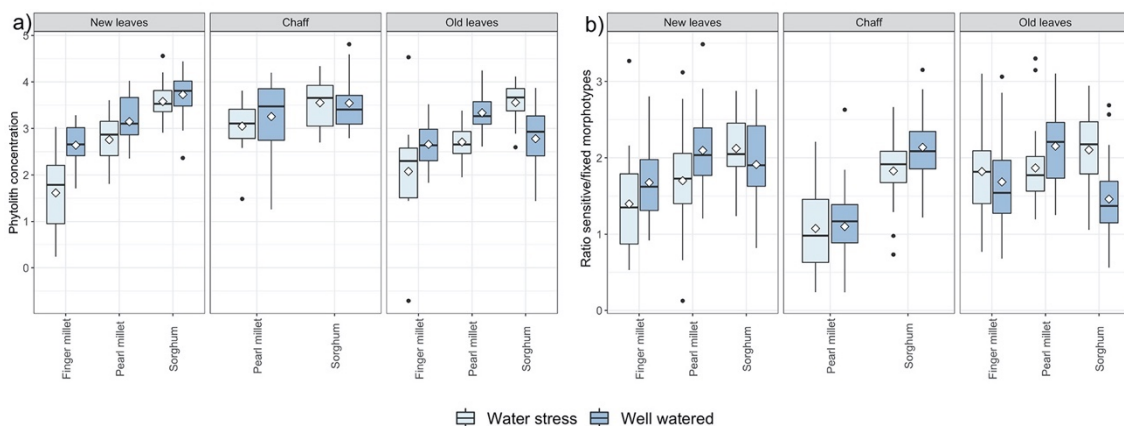 a)
New leaves
Chaff
Old leaves
Phytolith concentration
5
4
3
2
1
0
Finger millet
Pearl millet
Sorghum
Pearl millet
Sorghum
Finger millet
Pearl millet
Sorghum
b)
New leaves
Chaff
Old leaves
Ratio sensitive/fixed morphotypes
3
2
1
0
Finger millet
Pearl millet
Sorghum
Pearl millet
Sorghum
Finger millet
Pearl millet
Sorghum
Water stress
Well watered